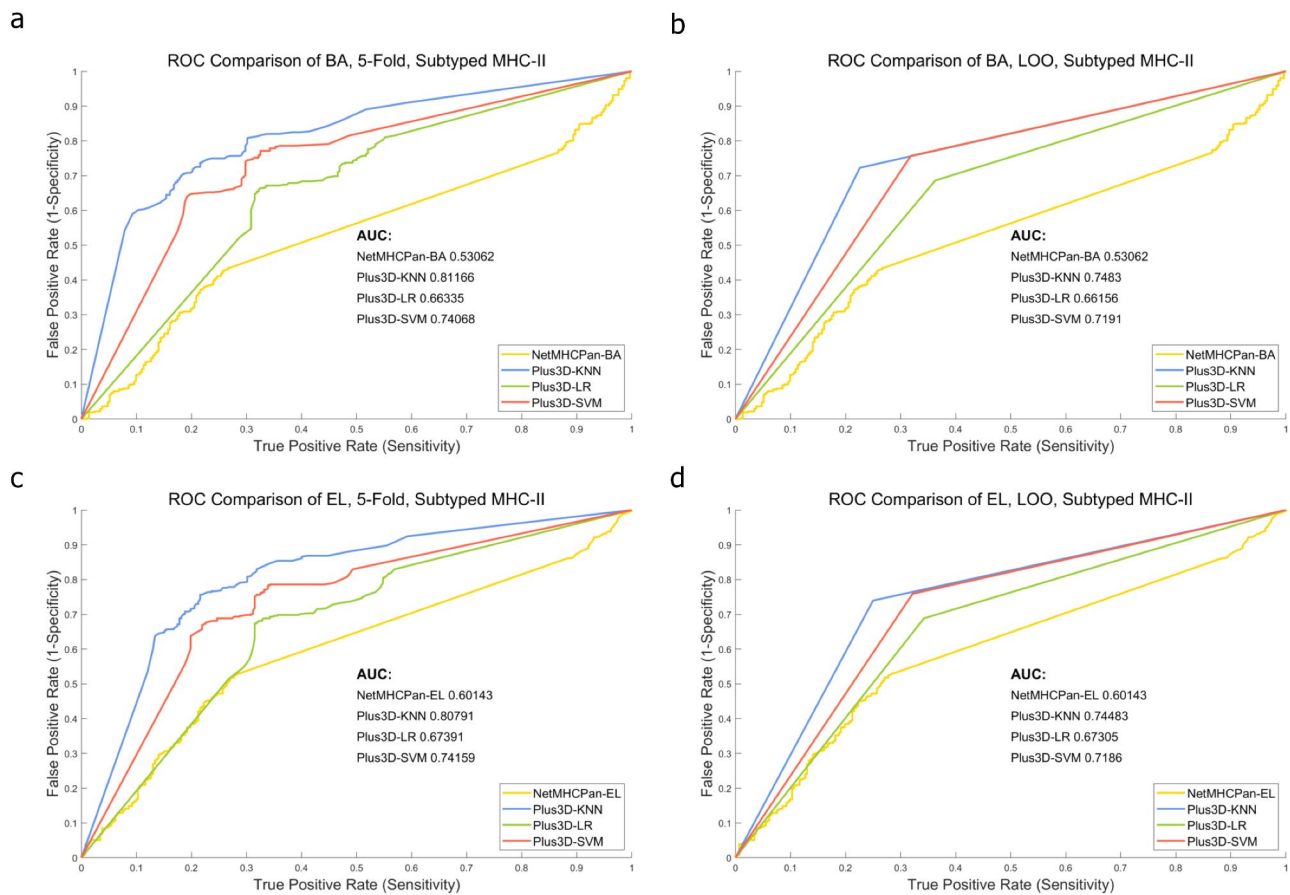 a
ROC Comparison of BA, 5-Fold, Subtyped MHC-II
False Positive Rate (1-Specificity)
1
0.9
0.8
0.7
0.6
0.5
0.4
0.3
0.2
0.1
0
AUC:
NetMHCPan-BA 0.53062
Plus3D-KNN 0.81166
Plus3D-LR 0.66335
Plus3D-SVM 0.74068
NetMHCPan-BA
Plus3D-KNN
Plus3D-LR
Plus3D-SVM
0 0.1 0.2 0.3 0.4 0.5 0.6 0.7 0.8 0.9 1
True Positive Rate (Sensitivity)
b
ROC Comparison of BA, LOO, Subtyped MHC-II
False Positive Rate (1-Specificity)
1
0.9
0.8
0.7
0.6
0.5
0.4
0.3
0.2
0.1
0
AUC:
NetMHCPan-BA 0.53062
Plus3D-KNN 0.7483
Plus3D-LR 0.66156
Plus3D-SVM 0.7191
NetMHCPan-BA
Plus3D-KNN
Plus3D-LR
Plus3D-SVM
0 0.1 0.2 0.3 0.4 0.5 0.6 0.7 0.8 0.9 1
True Positive Rate (Sensitivity)
c
ROC Comparison of EL, 5-Fold, Subtyped MHC-II
False Positive Rate (1-Specificity)
1
0.9
0.8
0.7
0.6
0.5
0.4
0.3
0.2
0.1
0
AUC:
NetMHCPan-EL 0.60143
Plus3D-KNN 0.80791
Plus3D-LR 0.67391
Plus3D-SVM 0.74159
NetMHCPan-EL
Plus3D-KNN
Plus3D-LR
Plus3D-SVM
0 0.1 0.2 0.3 0.4 0.5 0.6 0.7 0.8 0.9 1
True Positive Rate (Sensitivity)
d
ROC Comparison of EL, LOO, Subtyped MHC-II
False Positive Rate (1-Specificity)
1
0.9
0.8
0.7
0.6
0.5
0.4
0.3
0.2
0.1
0
AUC:
NetMHCPan-EL 0.60143
Plus3D-KNN 0.74483
Plus3D-LR 0.67305
Plus3D-SVM 0.7186
NetMHCPan-EL
Plus3D-KNN
Plus3D-LR
Plus3D-SVM
0 0.1 0.2 0.3 0.4 0.5 0.6 0.7 0.8 0.9 1
True Positive Rate (Sensitivity)